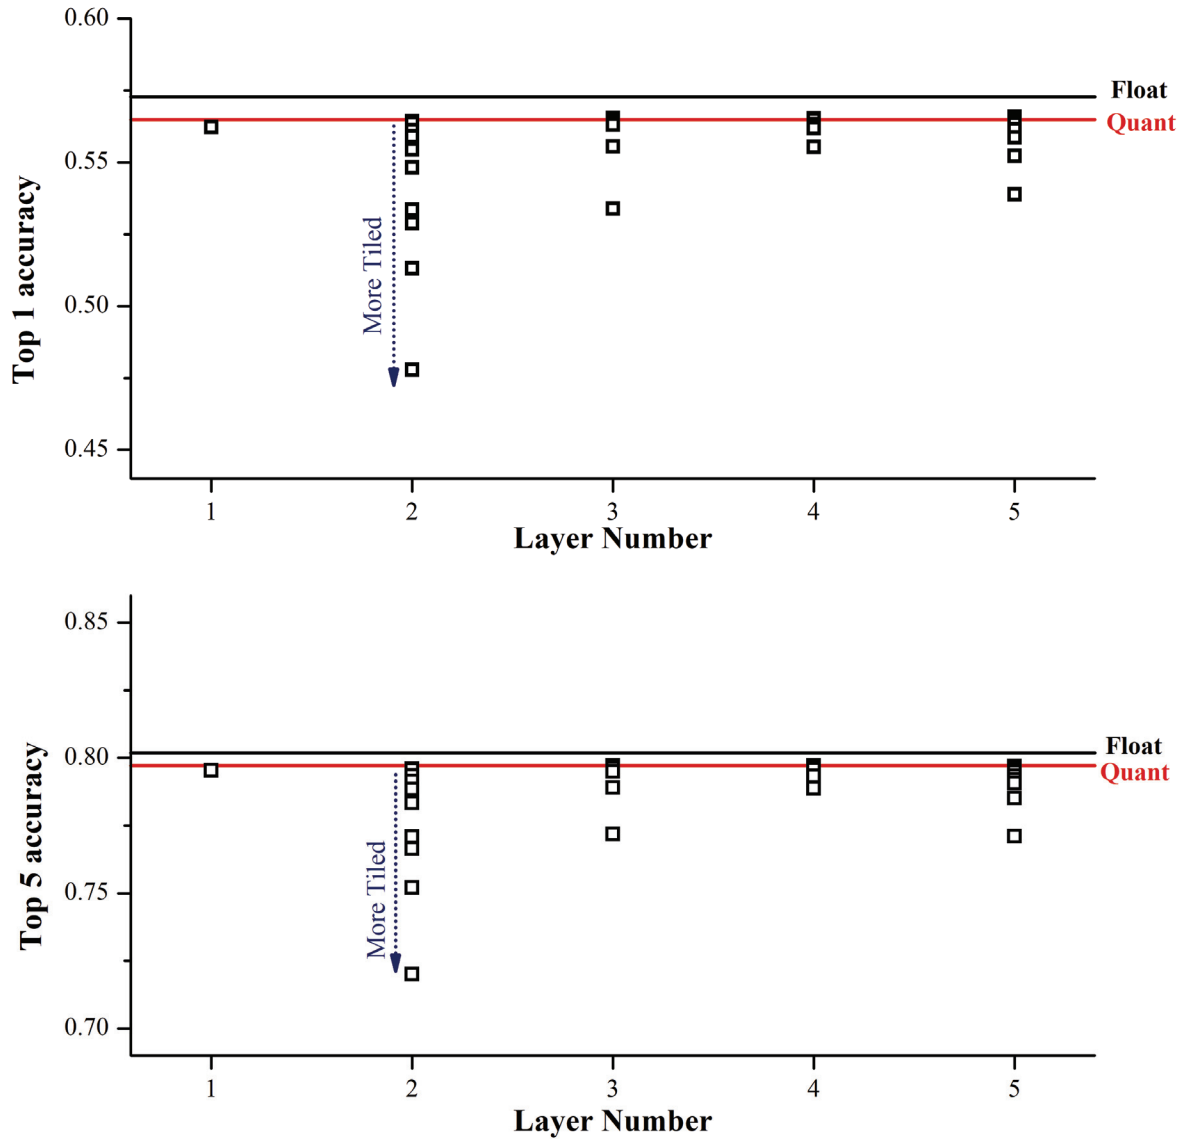 0.60
Float
Quant
0.55
0.50
0.45
Top 1 accuracy
More Tiled
1 2 3 4 5
Layer Number
0.85
0.80
Float
Quant
0.75
0.70
Top 5 accuracy
More Tiled
1 2 3 4 5
Layer Number